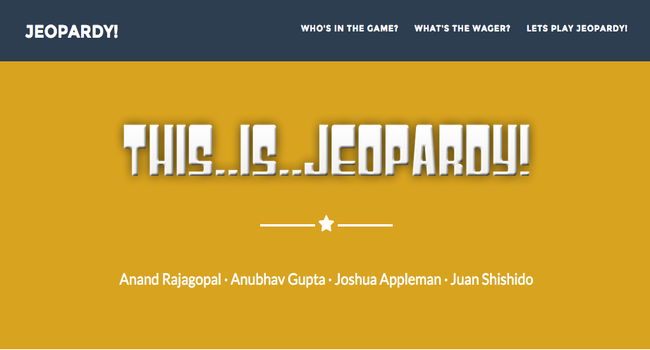 JEOPARDY!
WHO'S IN THE GAME? WHAT'S THE WAGER? LETS PLAY JEOPARDY!
THIS..IS..JEOPARDY!
Anand Rajagopal · Anubhav Gupta · Joshua Appleman · Juan Shishido